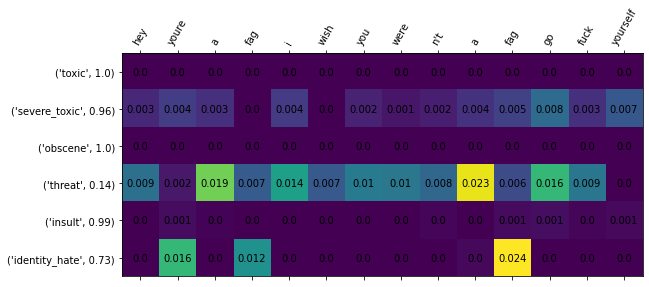 hey youre a fag i wish you were n't a fag go fuck yourself
('toxic', 1.0) 0.0 0.0 0.0 0.0 0.0 0.0 0.0 0.0 0.0 0.0 0.0 0.0 0.0 0.0
('severe_toxic', 0.96) 0.003 0.004 0.003 0.0 0.004 0.0 0.002 0.001 0.002 0.004 0.005 0.008 0.003 0.007
('obscene', 1.0) 0.0 0.0 0.0 0.0 0.0 0.0 0.0 0.0 0.0 0.0 0.0 0.0 0.0 0.0
('threat', 0.14) 0.009 0.002 0.019 0.007 0.014 0.007 0.01 0.01 0.008 0.023 0.006 0.016 0.009 0.0
('insult', 0.99) 0.0 0.001 0.0 0.0 0.0 0.0 0.0 0.0 0.0 0.0 0.001 0.001 0.0 0.001
('identity_hate', 0.73) 0.0 0.016 0.0 0.012 0.0 0.0 0.0 0.0 0.0 0.0 0.024 0.0 0.0 0.0